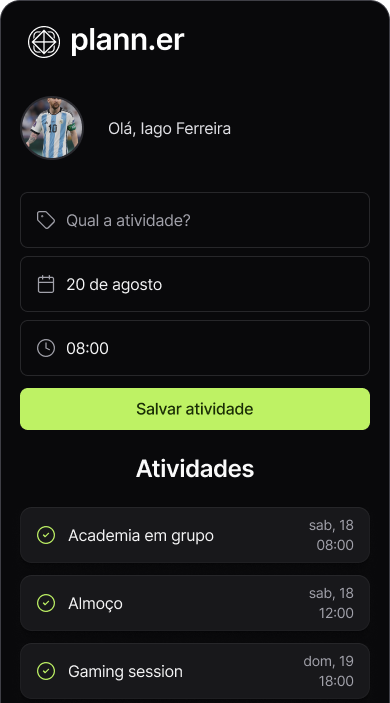 plann.er
10
Olá, Iago Ferreira
Qual a atividade?
20 de agosto
08:00
Salvar atividade
Atividades
Academia em grupo
sab, 18
08:00
Almoço
sab, 18
12:00
Gaming session
dom, 19
18:00